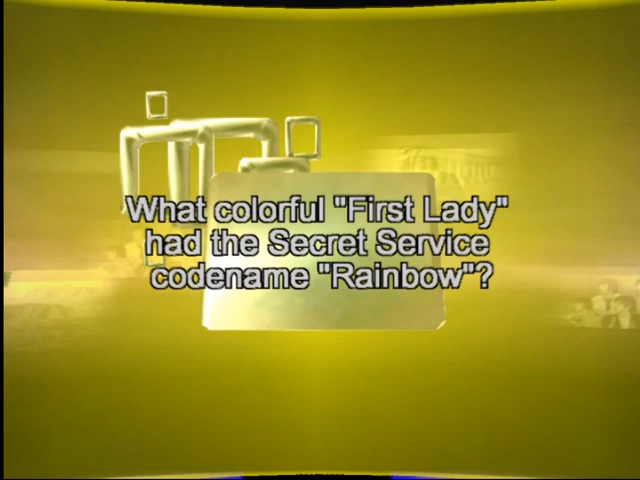 What colorful "First Lady"
had the Secret Service
codename "Rainbow"?